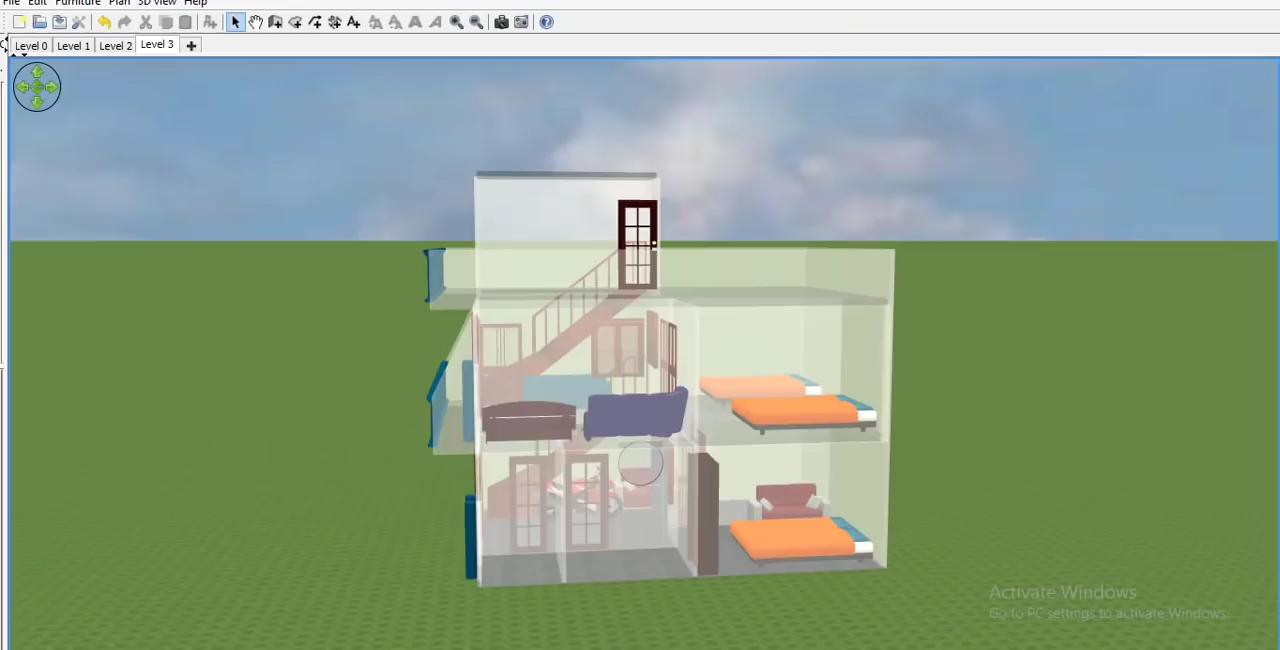 File Edit Furniture Plan 3D view Help
Level 0 Level 1 Level 2 Level 3
Activate Windows
Go to PC settings to activate Windows.